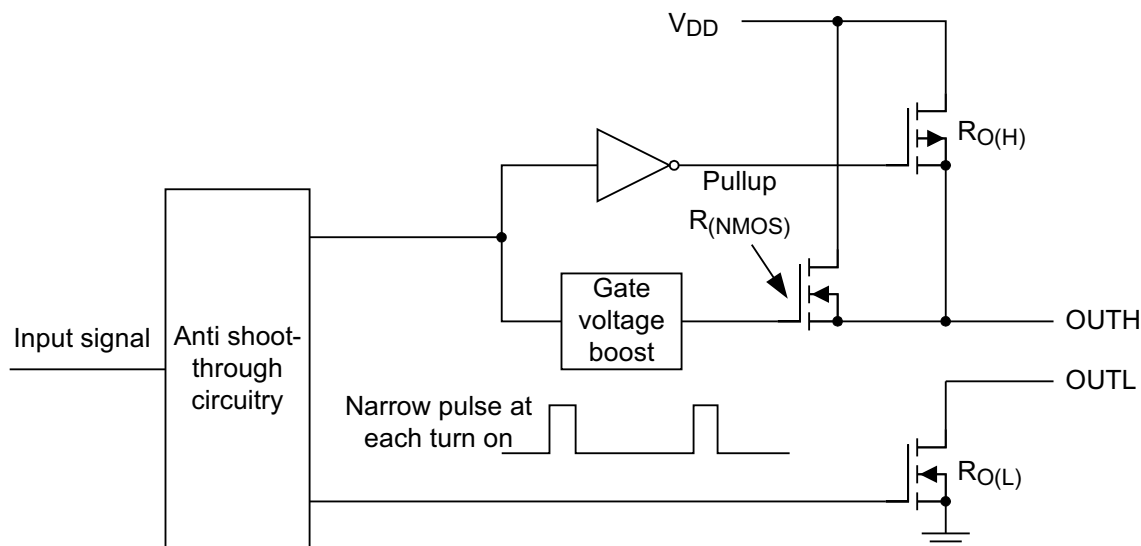 VDD
RO(H)
Pullup
R(NMOS)
Gate
voltage
boost
OUTH
Input signal
Anti shoot-
through
circuitry
OUTL
Narrow pulse at
each turn on
RO(L)